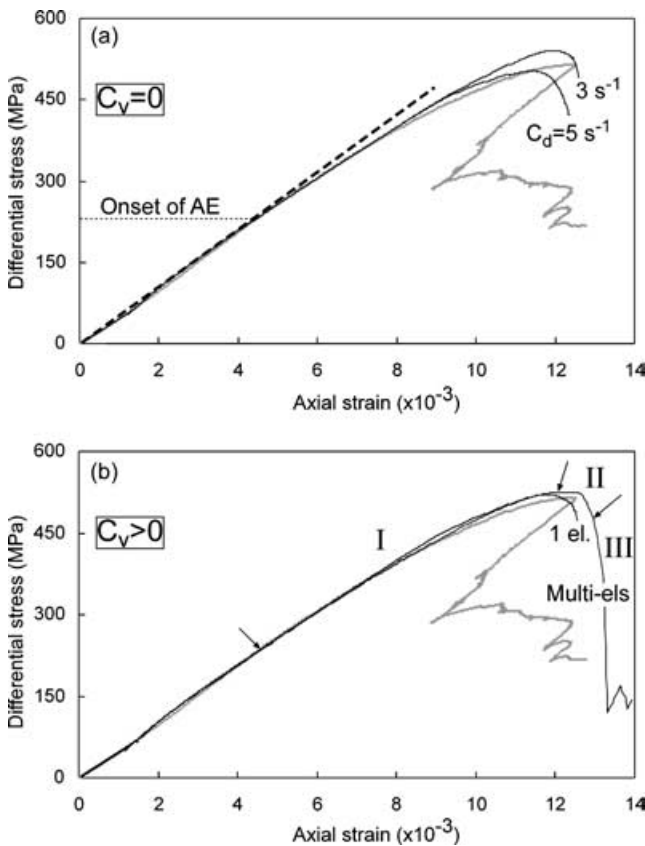 (a)
C_v=0
600
450
300
150
0
Differential stress (MPa)
3 s⁻¹
C_d=5 s⁻¹
Onset of AE
0 2 4 6 8 10 12 14
Axial strain (x10⁻³)
(b)
C_v>0
600
450
300
150
0
Differential stress (MPa)
I
II
III
1 el.
Multi-els
0 2 4 6 8 10 12 14
Axial strain (x10⁻³)